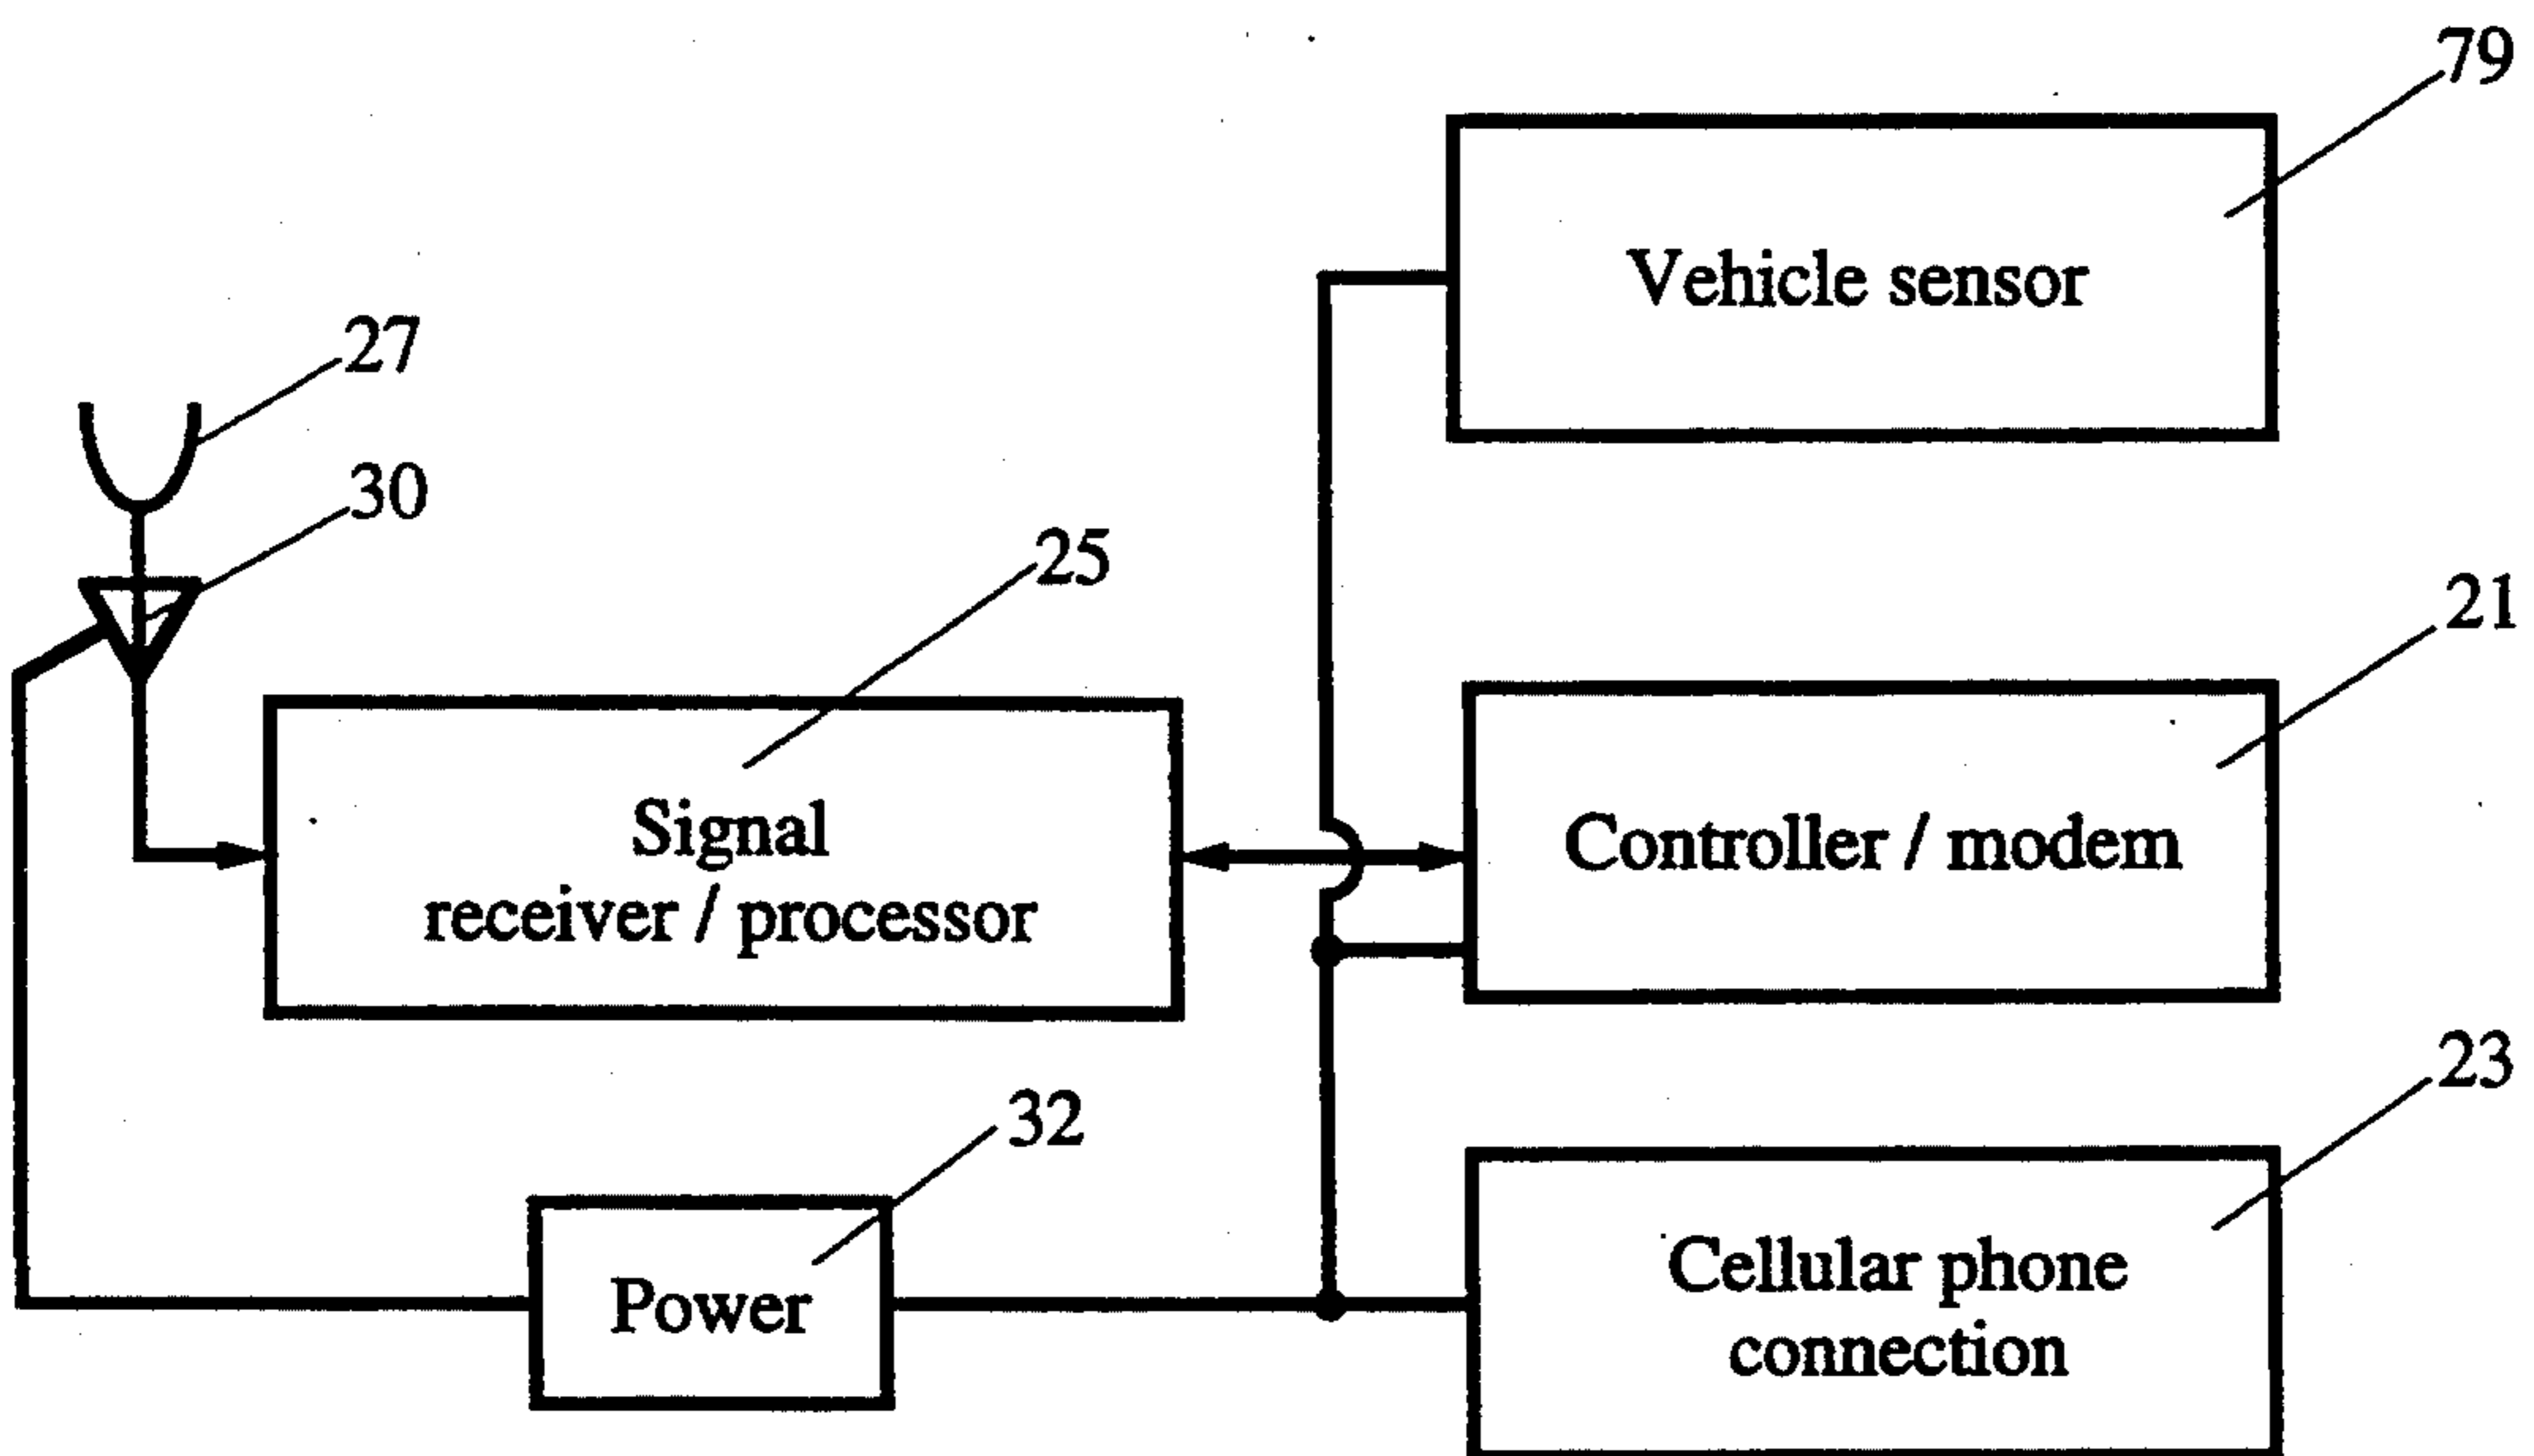 79
Vehicle sensor
27
30
25
21
Signal
receiver / processor
Controller / modem
32
23
Power
Cellular phone
connection